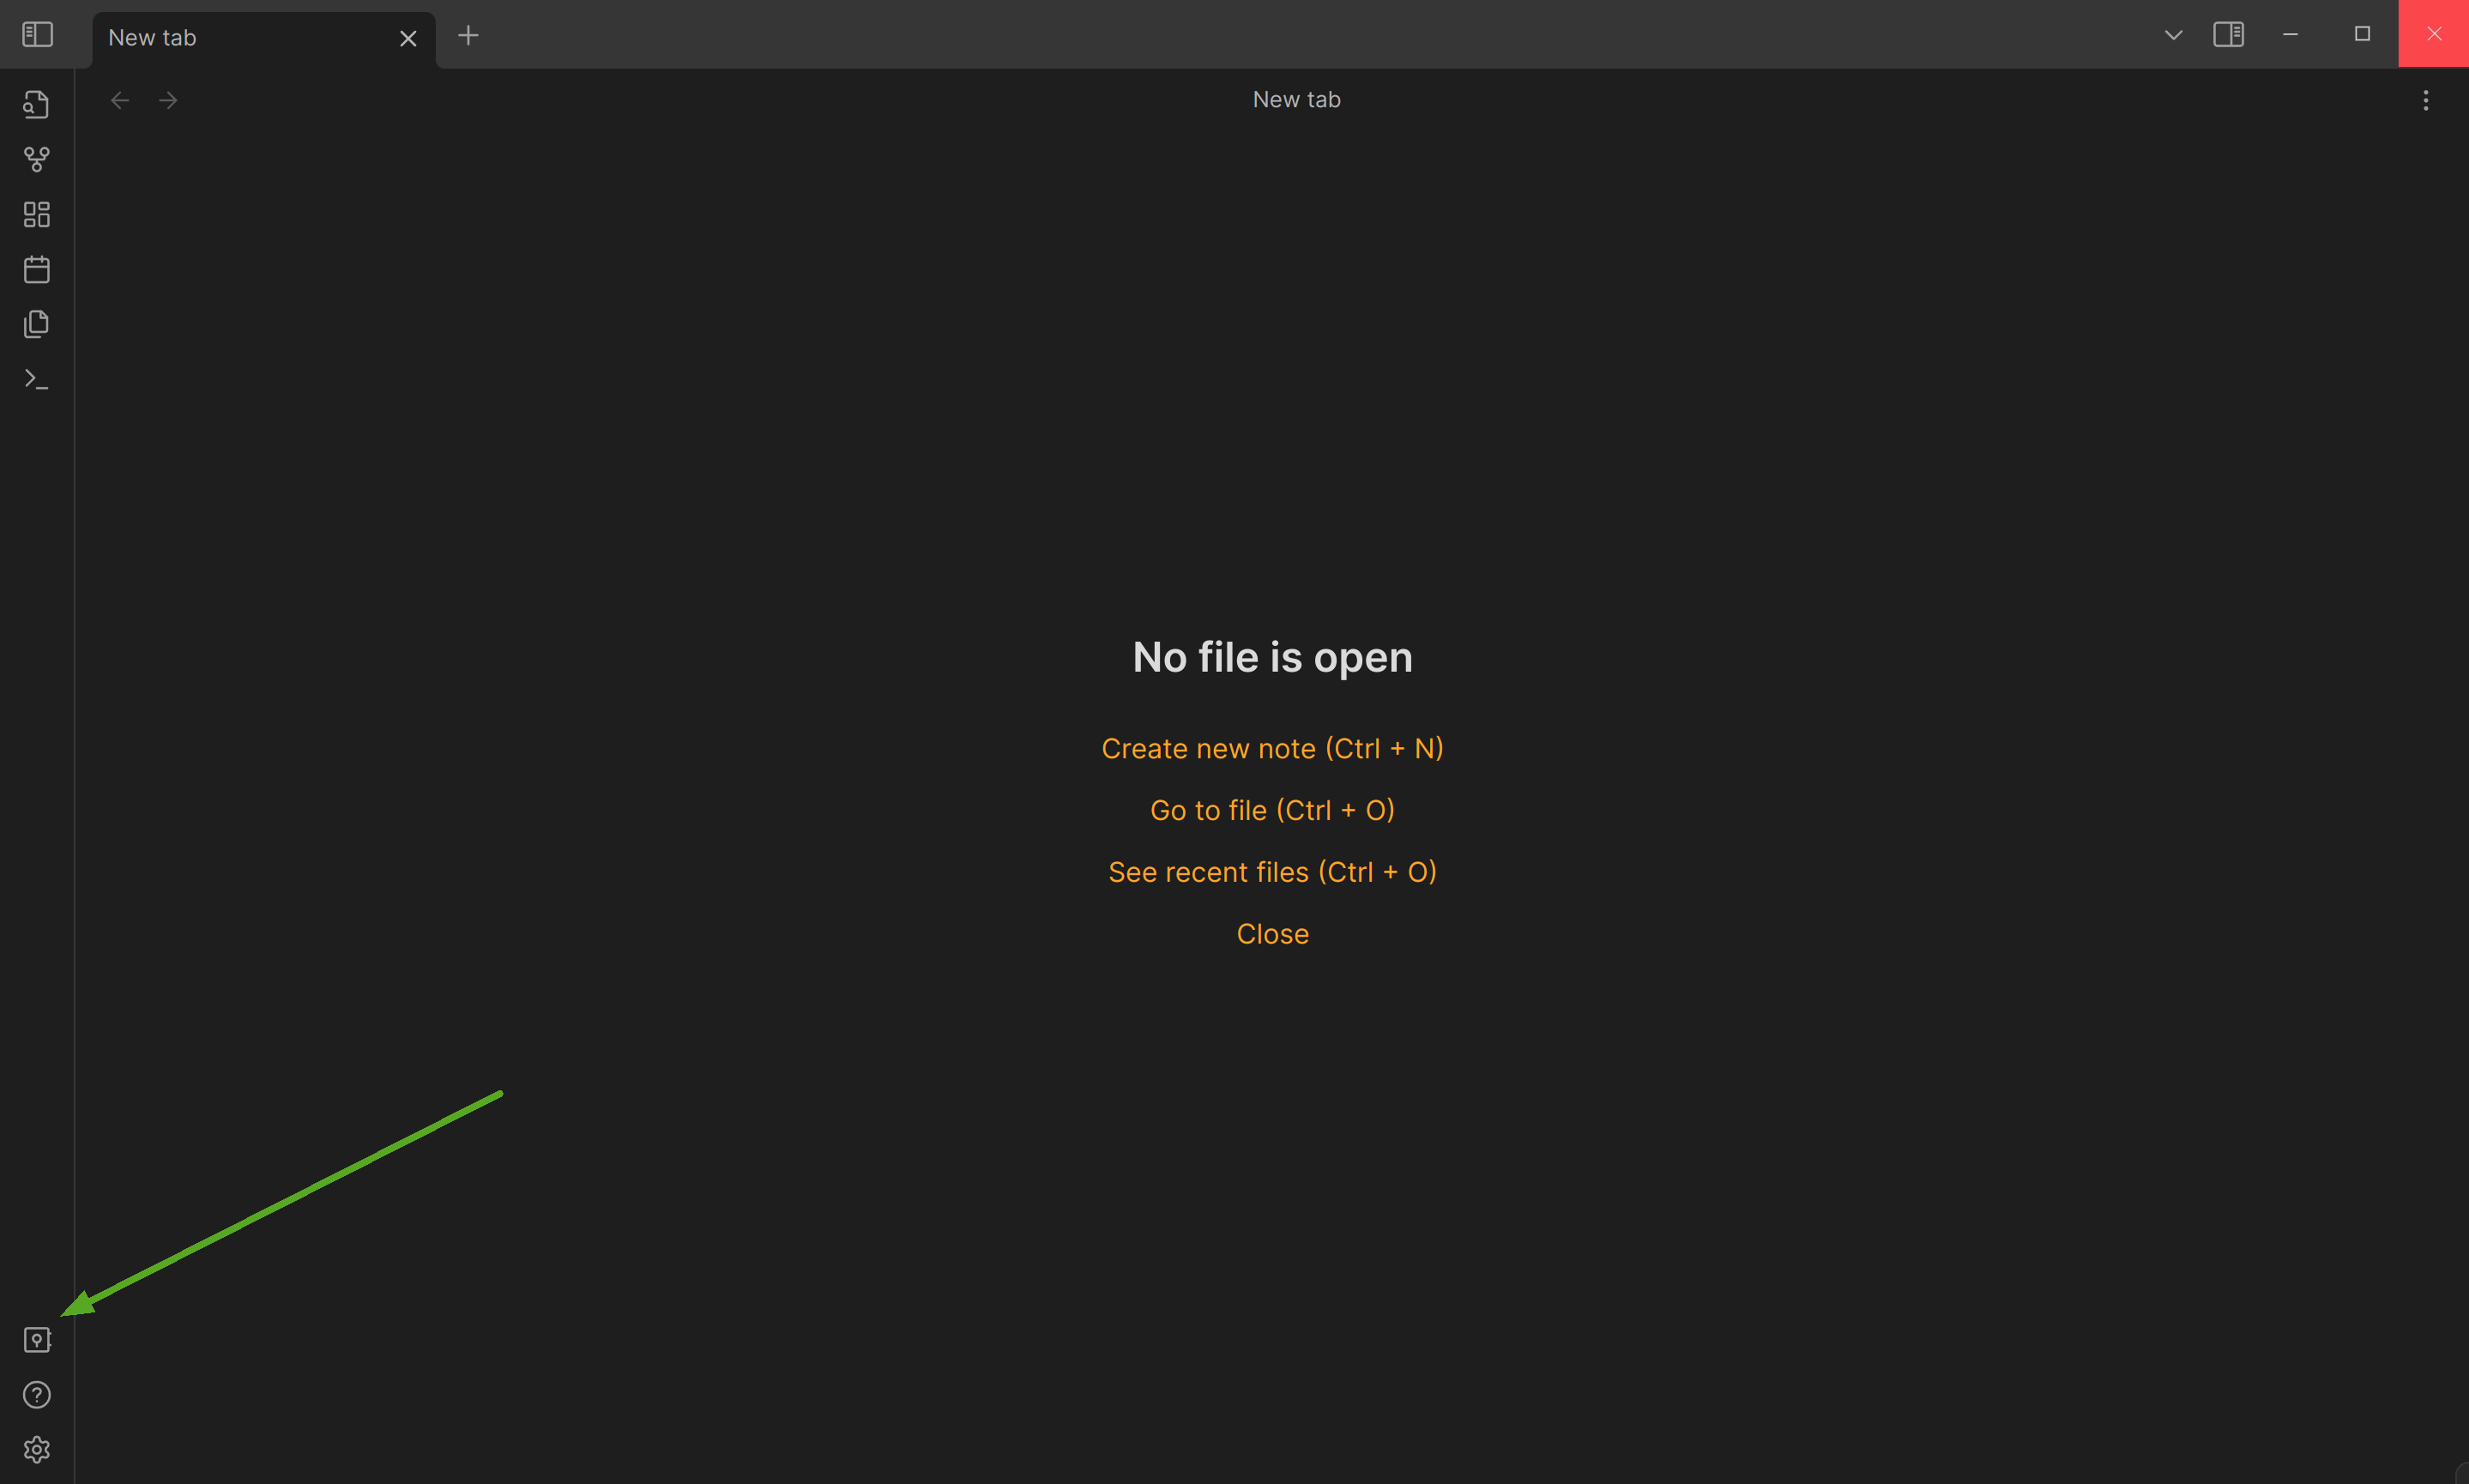 New tab
New tab
No file is open
Create new note (Ctrl + N)
Go to file (Ctrl + O)
See recent files (Ctrl + O)
Close